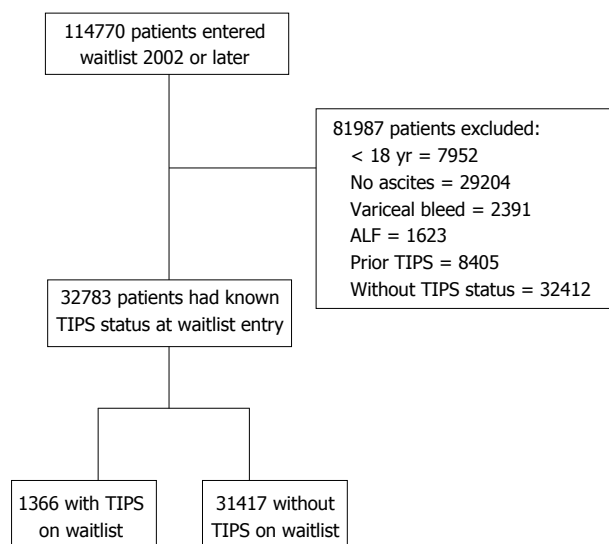 114770 patients entered
waitlist 2002 or later
81987 patients excluded:
< 18 yr = 7952
No ascites = 29204
Variceal bleed = 2391
ALF = 1623
Prior TIPS = 8405
Without TIPS status = 32412
32783 patients had known
TIPS status at waitlist entry
1366 with TIPS
on waitlist
31417 without
TIPS on waitlist